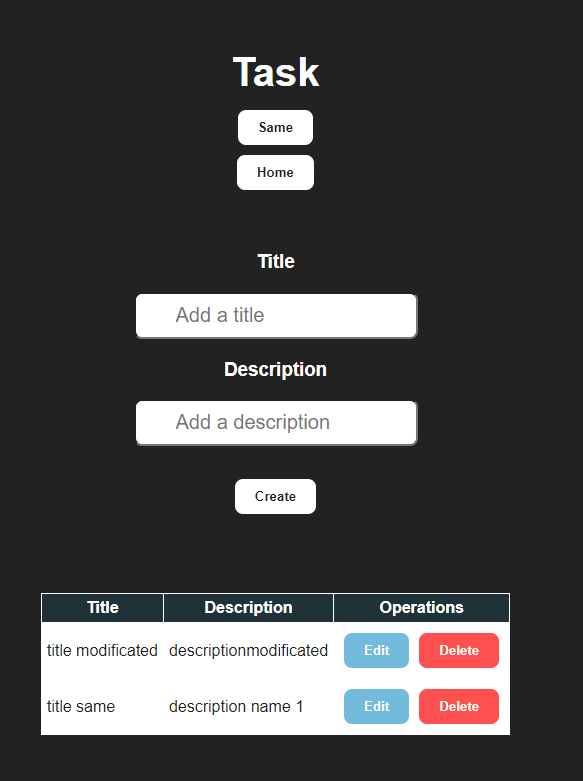 Task
Same
Home
Title
Add a title
Description
Add a description
Create
Title Description Operations
title modificated descriptionmodificated Edit Delete
title same description name 1 Edit Delete